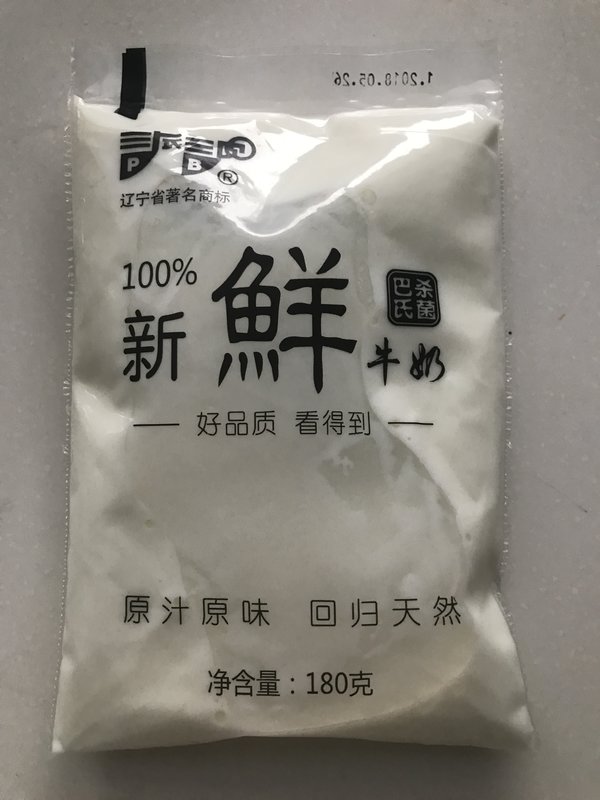 1.2018.05.26
P B ®
辽宁省著名商标
100%
新鮮牛奶
巴氏杀菌
好品质 看得到
原汁原味 回归天然
净含量：180克